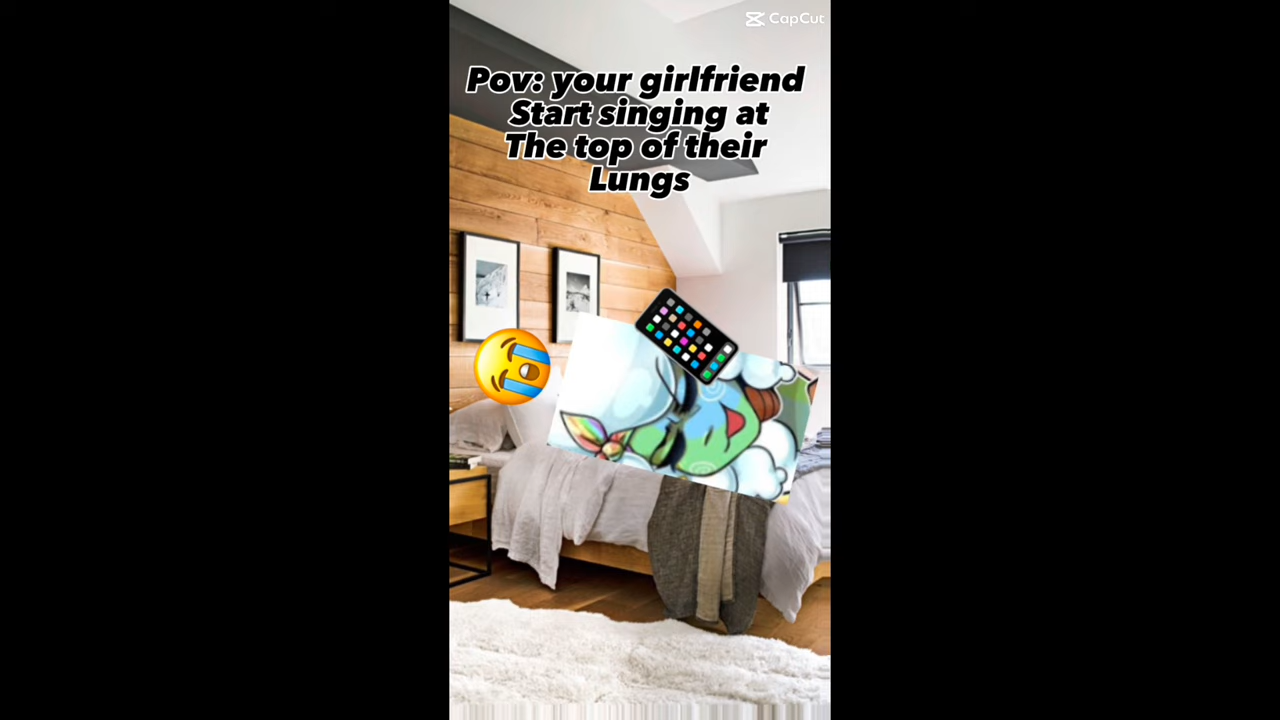 CapCut
Pov: your girlfriend
Start singing at
The top of their
Lungs